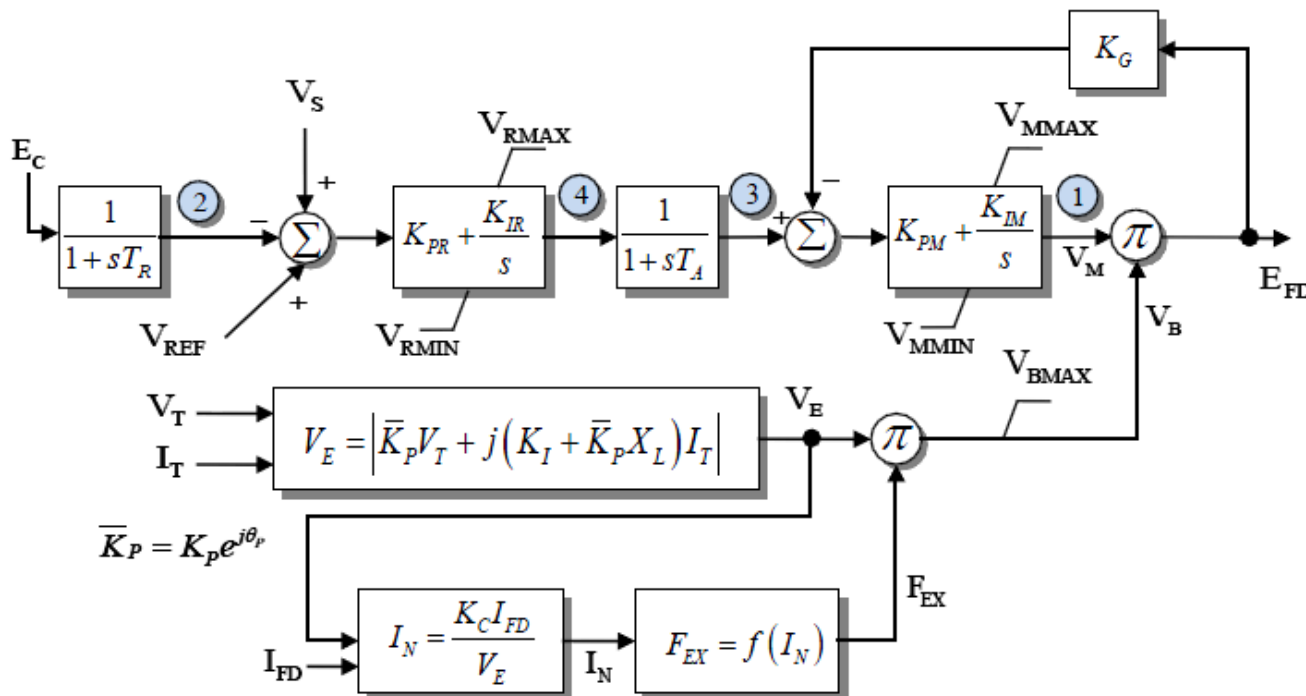 K_G
V_S
V_RMAX
V_MMAX
E_C
2
4
3
1
+
−
−
+
1 / (1 + sT_R)
Σ
K_PR + K_IR / s
1 / (1 + sT_A)
Σ
K_PM + K_IM / s
V_M
π
E_FD
+
V_REF
V_RMIN
V_MMIN
V_B
V_BMAX
V_T
I_T
V_E = |K̄_P V_T + j(K_I + K̄_P X_L) I_T|
V_E
π
K̄_P = K_P e^{jθ_P}
F_EX
I_FD
I_N = K_C I_FD / V_E
I_N
F_EX = f(I_N)